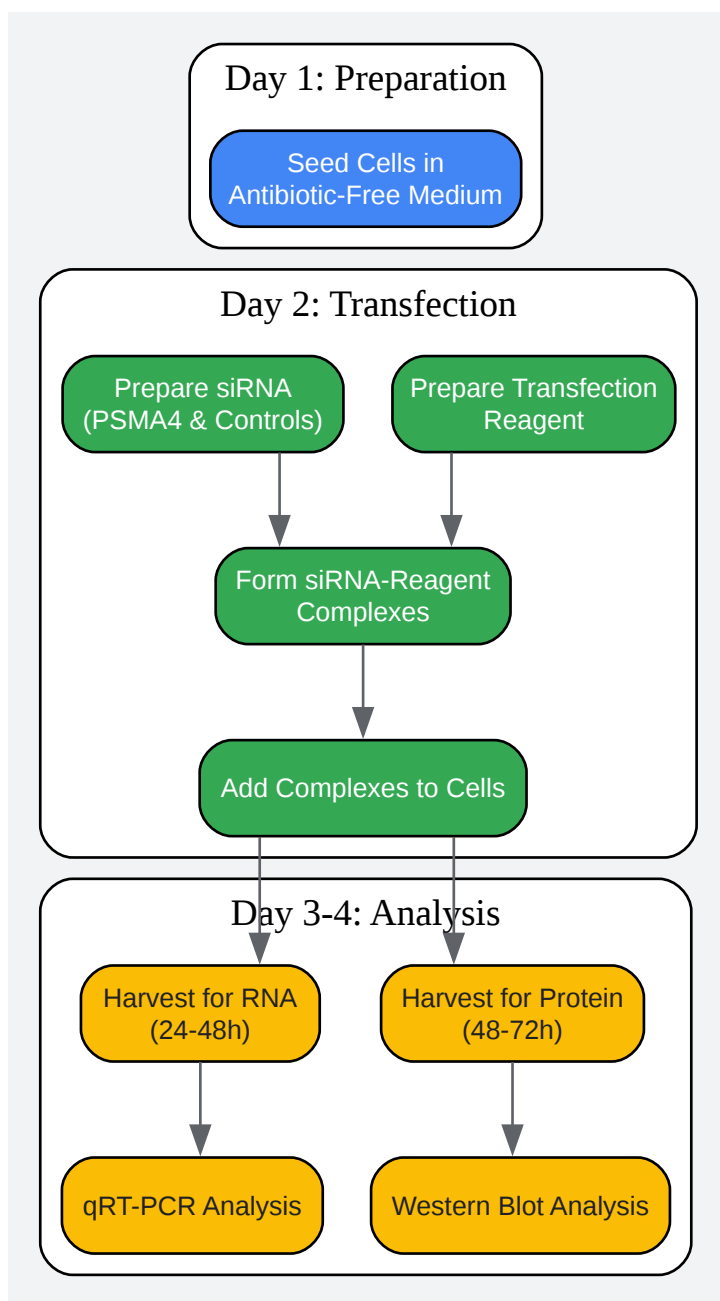 Day 1: Preparation
Seed Cells in
Antibiotic-Free Medium
Day 2: Transfection
Prepare siRNA
(PSMA4 & Controls)
Prepare Transfection
Reagent
Form siRNA-Reagent
Complexes
Add Complexes to Cells
Day 3-4: Analysis
Harvest for RNA
(24-48h)
Harvest for Protein
(48-72h)
qRT-PCR Analysis
Western Blot Analysis